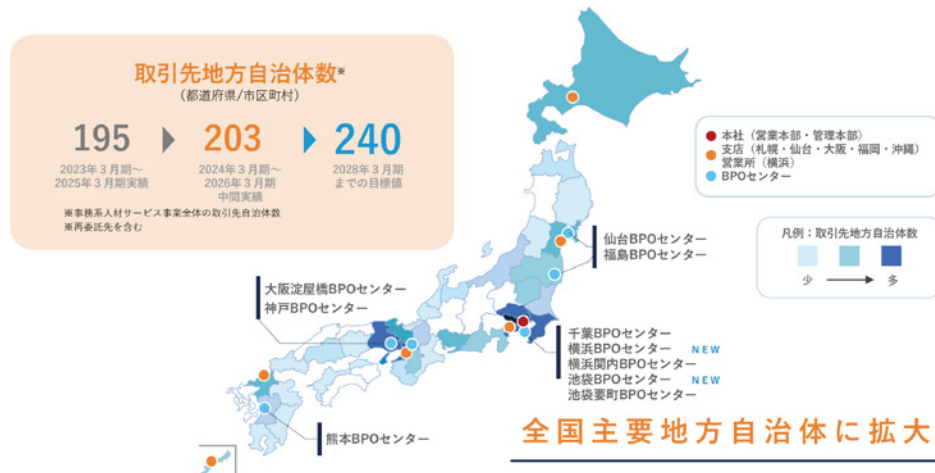 取引先地方自治体数※
（都道府県/市区町村）
195
203
240
2023年３月期～
2025年３月期実績
2024年３月期～
2026年３月期
中間実績
2028年３月期
までの目標値
※事務系人材サービス事業全体の取引先自治体数
※再委託先を含む
本社（営業本部・管理本部）
支店（札幌・仙台・大阪・福岡・沖縄）
営業所（横浜）
BPOセンター
凡例：取引先地方自治体数
少
多
仙台BPOセンター
福島BPOセンター
大阪淀屋橋BPOセンター
神戸BPOセンター
千葉BPOセンター
横浜BPOセンター NEW
横浜関内BPOセンター
池袋BPOセンター NEW
池袋要町BPOセンター
熊本BPOセンター
全国主要地方自治体に拡大